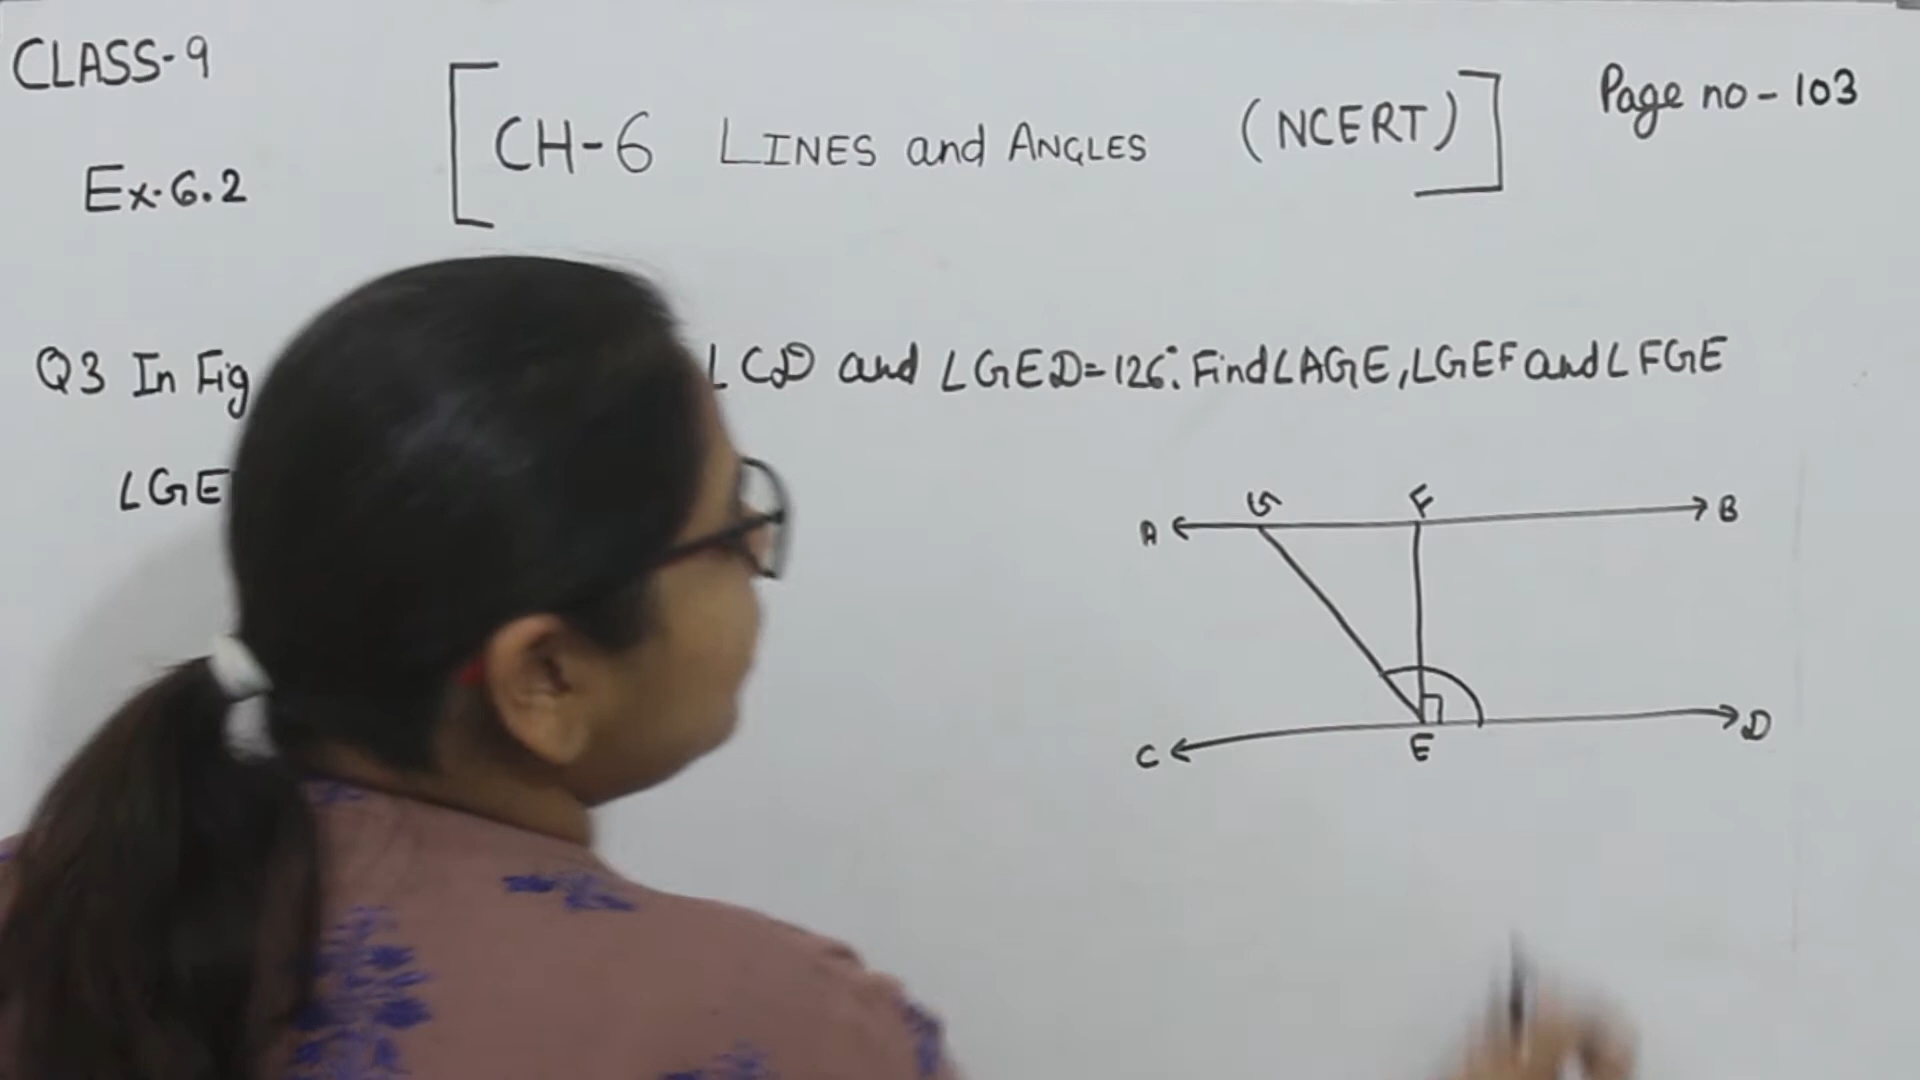 CLASS-9
Ex-6.2
[CH-6 LINES and ANGLES (NCERT)]
Page no - 103
Q3 In Fig ⊥ CD and ∠GED=126°. Find ∠AGE, ∠GEF and ∠FGE
∠GE
G F
A B
C E D